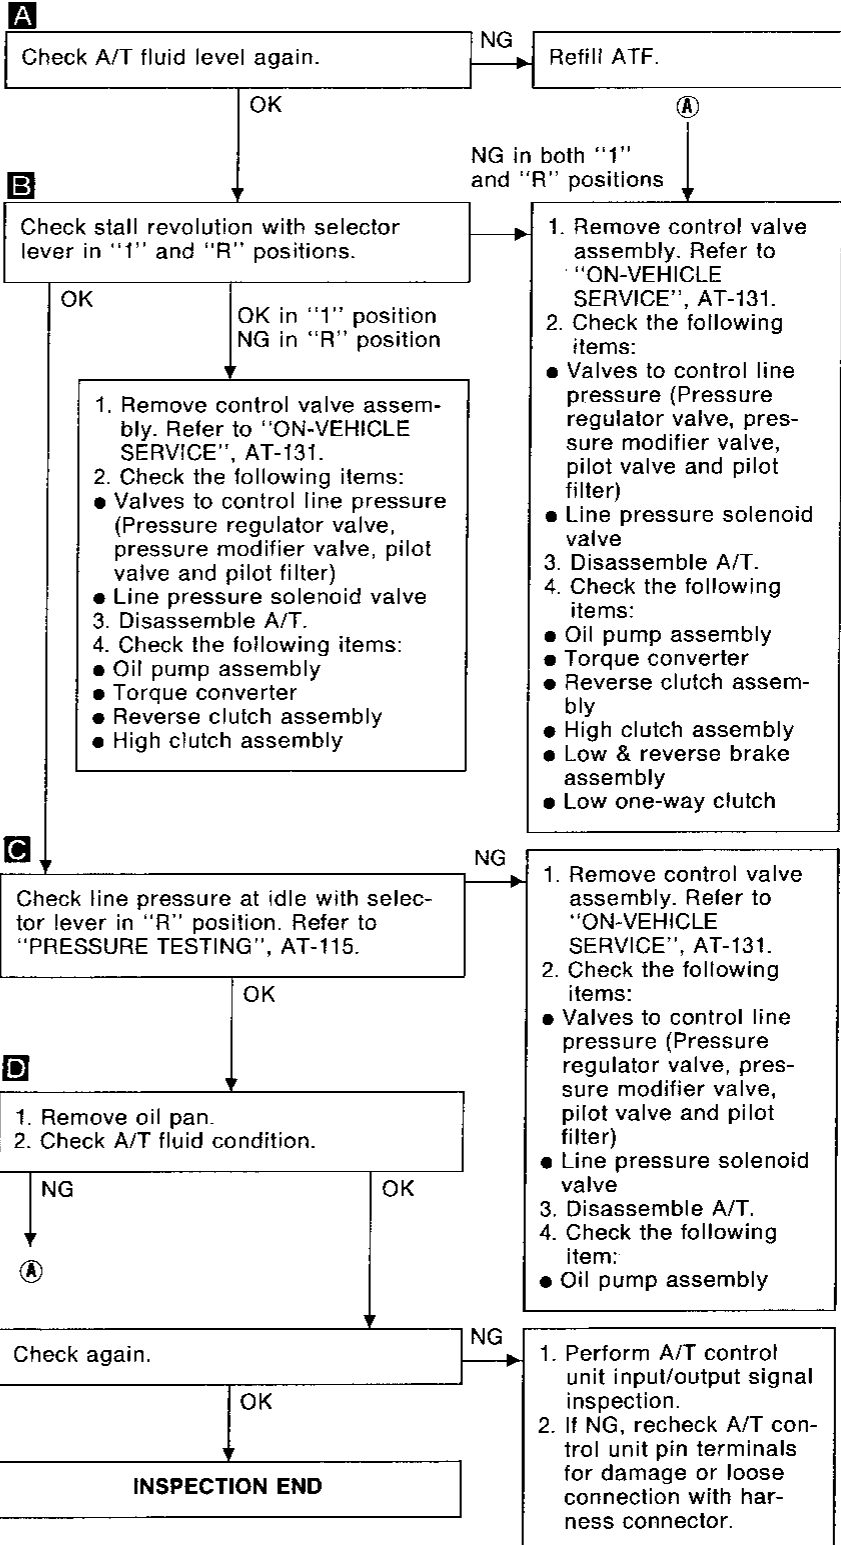 A
Check A/T fluid level again.
NG
Refill ATF.
OK
Ⓐ
NG in both “1”
and “R” positions
B
Check stall revolution with selector
lever in “1” and “R” positions.
1. Remove control valve
assembly. Refer to
“ON-VEHICLE
SERVICE”, AT-131.
2. Check the following
items:
● Valves to control line
pressure (Pressure
regulator valve, pres-
sure modifier valve,
pilot valve and pilot
filter)
● Line pressure solenoid
valve
3. Disassemble A/T.
4. Check the following
items:
● Oil pump assembly
● Torque converter
● Reverse clutch assem-
bly
● High clutch assembly
● Low & reverse brake
assembly
● Low one-way clutch
OK
OK in “1” position
NG in “R” position
1. Remove control valve assem-
bly. Refer to “ON-VEHICLE
SERVICE”, AT-131.
2. Check the following items:
● Valves to control line pressure
(Pressure regulator valve,
pressure modifier valve, pilot
valve and pilot filter)
● Line pressure solenoid valve
3. Disassemble A/T.
4. Check the following items:
● Oil pump assembly
● Torque converter
● Reverse clutch assembly
● High clutch assembly
C
Check line pressure at idle with selec-
tor lever in “R” position. Refer to
“PRESSURE TESTING”, AT-115.
NG
1. Remove control valve
assembly. Refer to
“ON-VEHICLE
SERVICE”, AT-131.
2. Check the following
items:
● Valves to control line
pressure (Pressure
regulator valve, pres-
sure modifier valve,
pilot valve and pilot
filter)
● Line pressure solenoid
valve
3. Disassemble A/T.
4. Check the following
item:
● Oil pump assembly
OK
D
1. Remove oil pan.
2. Check A/T fluid condition.
NG
OK
Ⓐ
Check again.
NG
1. Perform A/T control
unit input/output signal
inspection.
2. If NG, recheck A/T con-
trol unit pin terminals
for damage or loose
connection with har-
ness connector.
OK
INSPECTION END